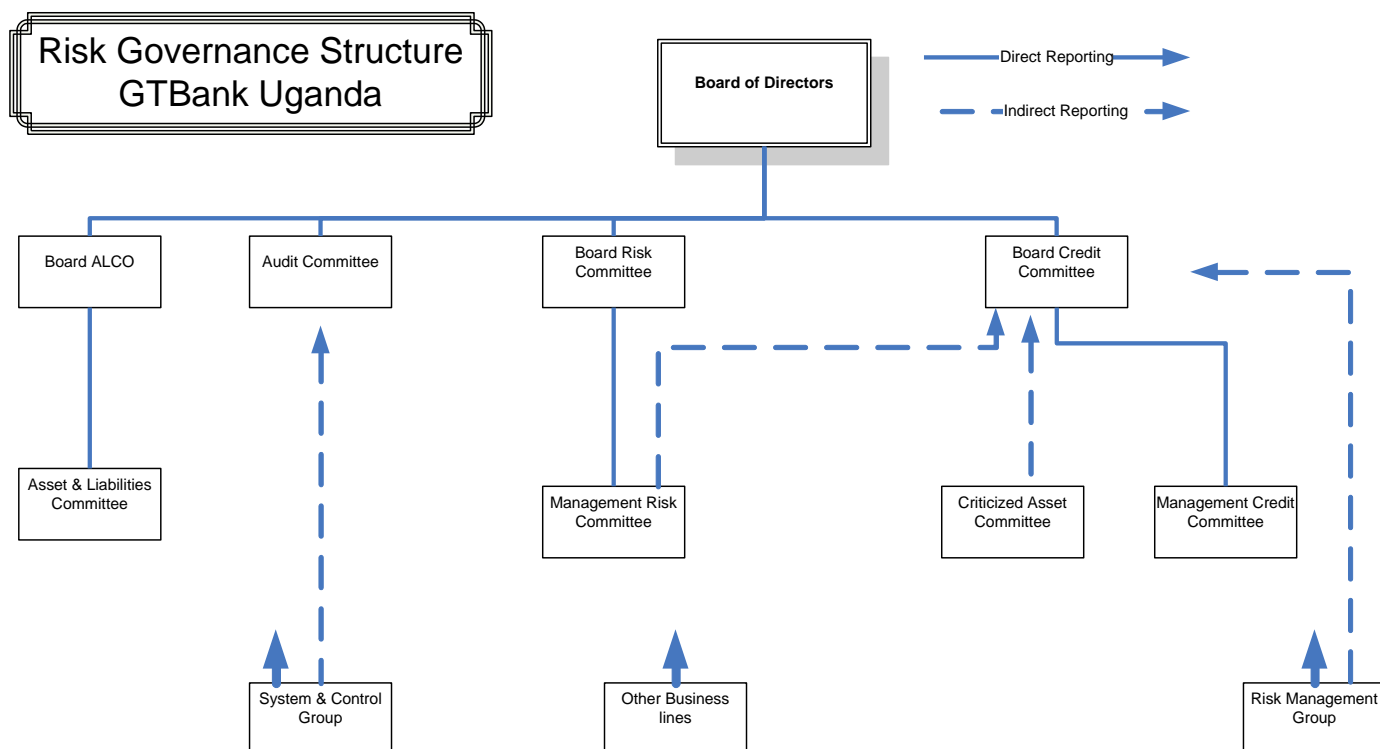 Risk Governance Structure
GTBank Uganda
Board of Directors
Direct Reporting
Indirect Reporting
Board ALCO
Audit Committee
Board Risk
Committee
Board Credit
Committee
Asset & Liabilities
Committee
Management Risk
Committee
Criticized Asset
Committee
Management Credit
Committee
System & Control
Group
Other Business
lines
Risk Management
Group